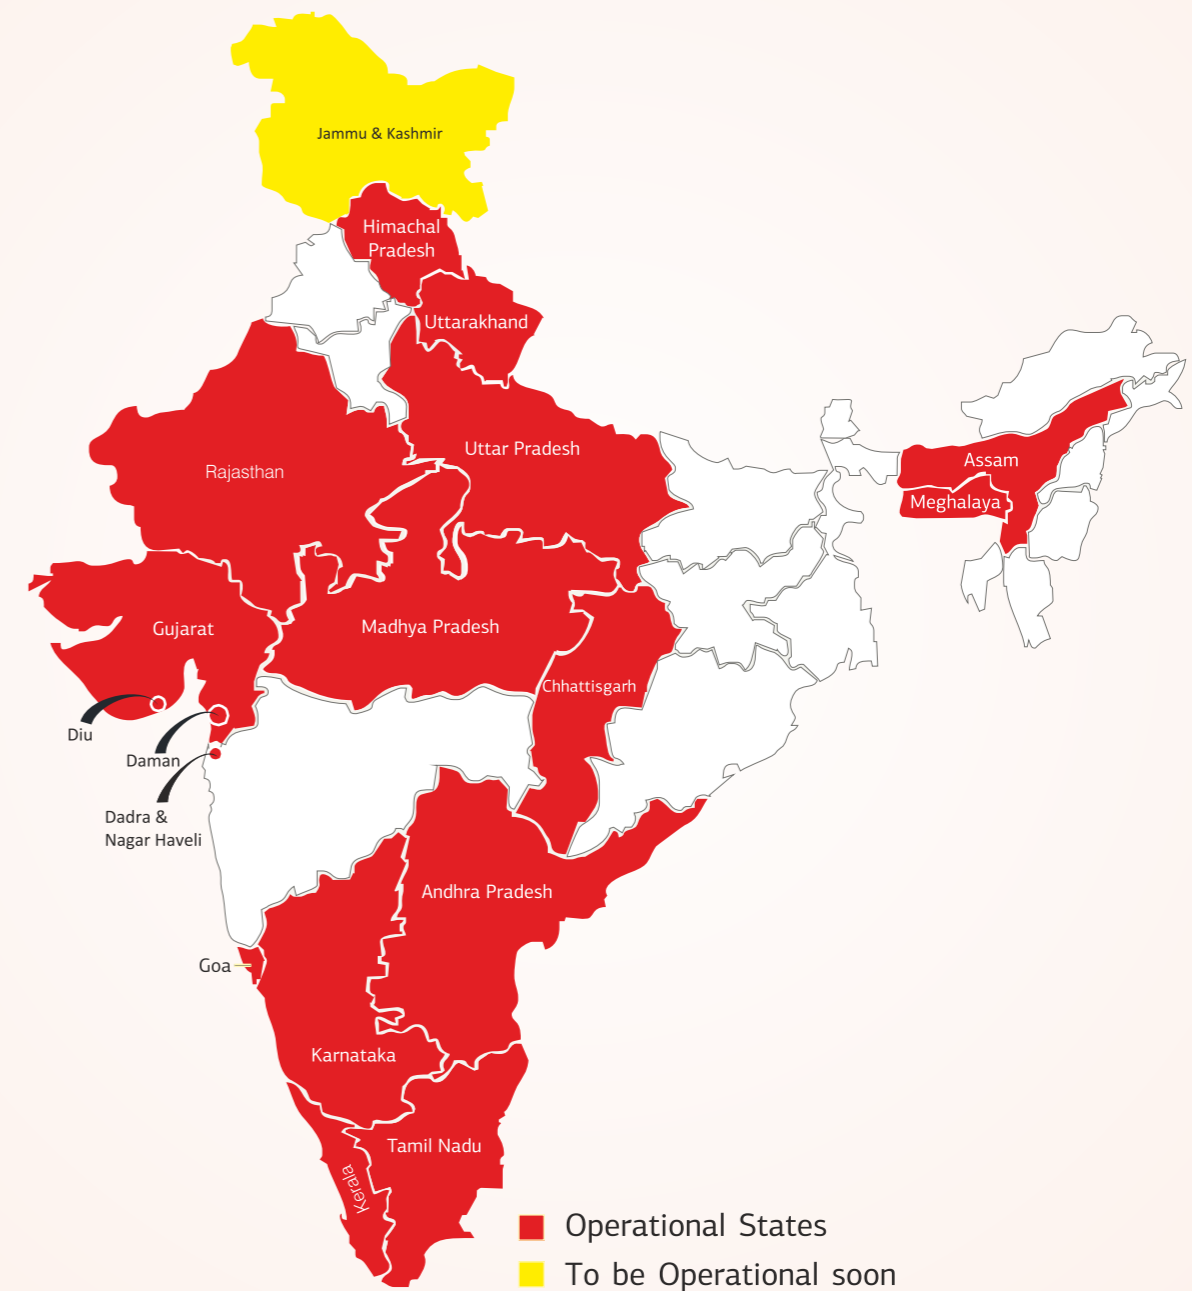 Jammu & Kashmir
Himachal
Pradesh
Uttarakhand
Uttar Pradesh
Rajasthan
Assam
Meghalaya
Gujarat
Madhya Pradesh
Chhattisgarh
Diu
Daman
Dadra &
Nagar Haveli
Andhra Pradesh
Goa
Karnataka
Tamil Nadu
Kerala
Operational States
To be Operational soon